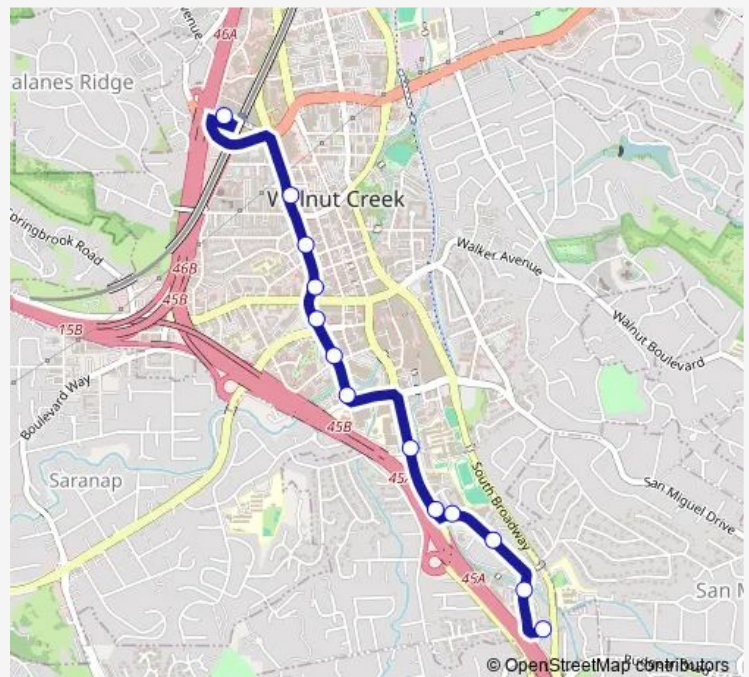 46A
alanes Ridge
Walnut Creek
Springbrook Road
Walker Avenue
46B
45B
15B
Walnut Boulevard
Boulevard Way
45B
Saranap
45A
South Broadway
San Miguel Drive
45A
San M
© OpenStreetMap contributors